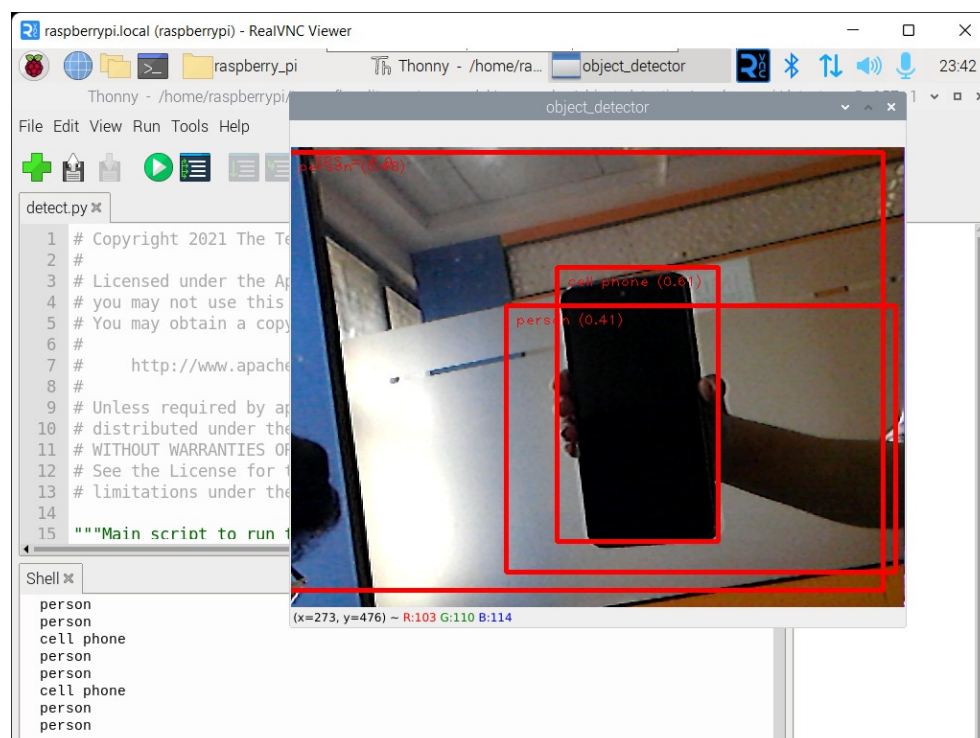 raspberrypi.local (raspberrypi) - RealVNC Viewer
raspberry_pi
Thonny - /home/ra...
object_detector
23:42
Thonny - /home/raspberrypi/
object_detector
File Edit View Run Tools Help
detect.py
1 # Copyright 2021 The Te
2 #
3 # Licensed under the Ap
4 # you may not use this
5 # You may obtain a copy
6 #
7 # http://www.apache
8 #
9 # Unless required by ap
10 # distributed under the
11 # WITHOUT WARRANTIES OR
12 # See the License for t
13 # limitations under the
14
15 """Main script to run t
cell phone (0.61)
person (0.41)
Shell
person
person
cell phone
person
person
cell phone
person
person
(x=273, y=476) ~ R:103 G:110 B:114